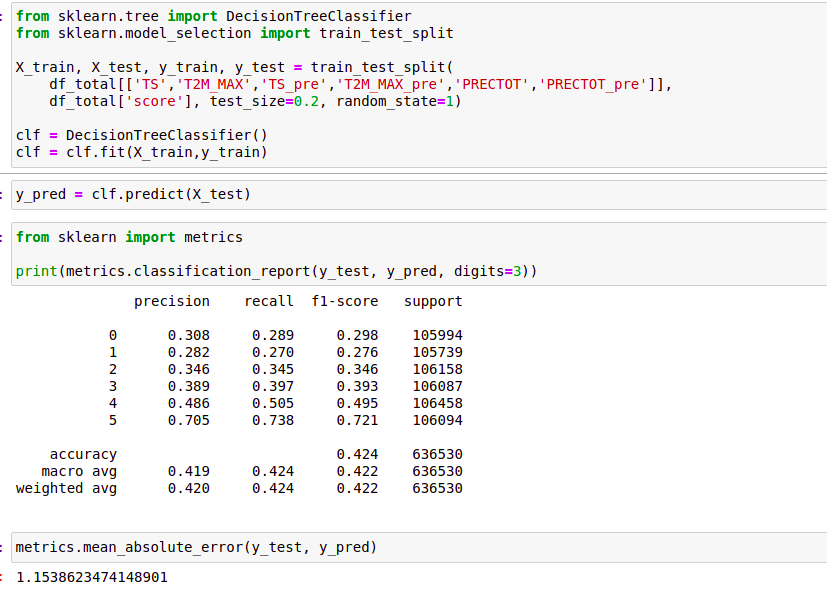 from sklearn.tree import DecisionTreeClassifier
from sklearn.model_selection import train_test_split
X_train, X_test, y_train, y_test = train_test_split(
df_total[['TS','T2M_MAX','TS_pre','T2M_MAX_pre','PRECTOT','PRECTOT_pre']],
df_total['score'], test_size=0.2, random_state=1)
clf = DecisionTreeClassifier()
clf = clf.fit(X_train,y_train)
y_pred = clf.predict(X_test)
from sklearn import metrics
print(metrics.classification_report(y_test, y_pred, digits=3))
precision recall f1-score support
0 0.308 0.289 0.298 105994
1 0.282 0.270 0.276 105739
2 0.346 0.345 0.346 106158
3 0.389 0.397 0.393 106087
4 0.486 0.505 0.495 106458
5 0.705 0.738 0.721 106094
accuracy 0.424 636530
macro avg 0.419 0.424 0.422 636530
weighted avg 0.420 0.424 0.422 636530
metrics.mean_absolute_error(y_test, y_pred)
1.1538623474148901